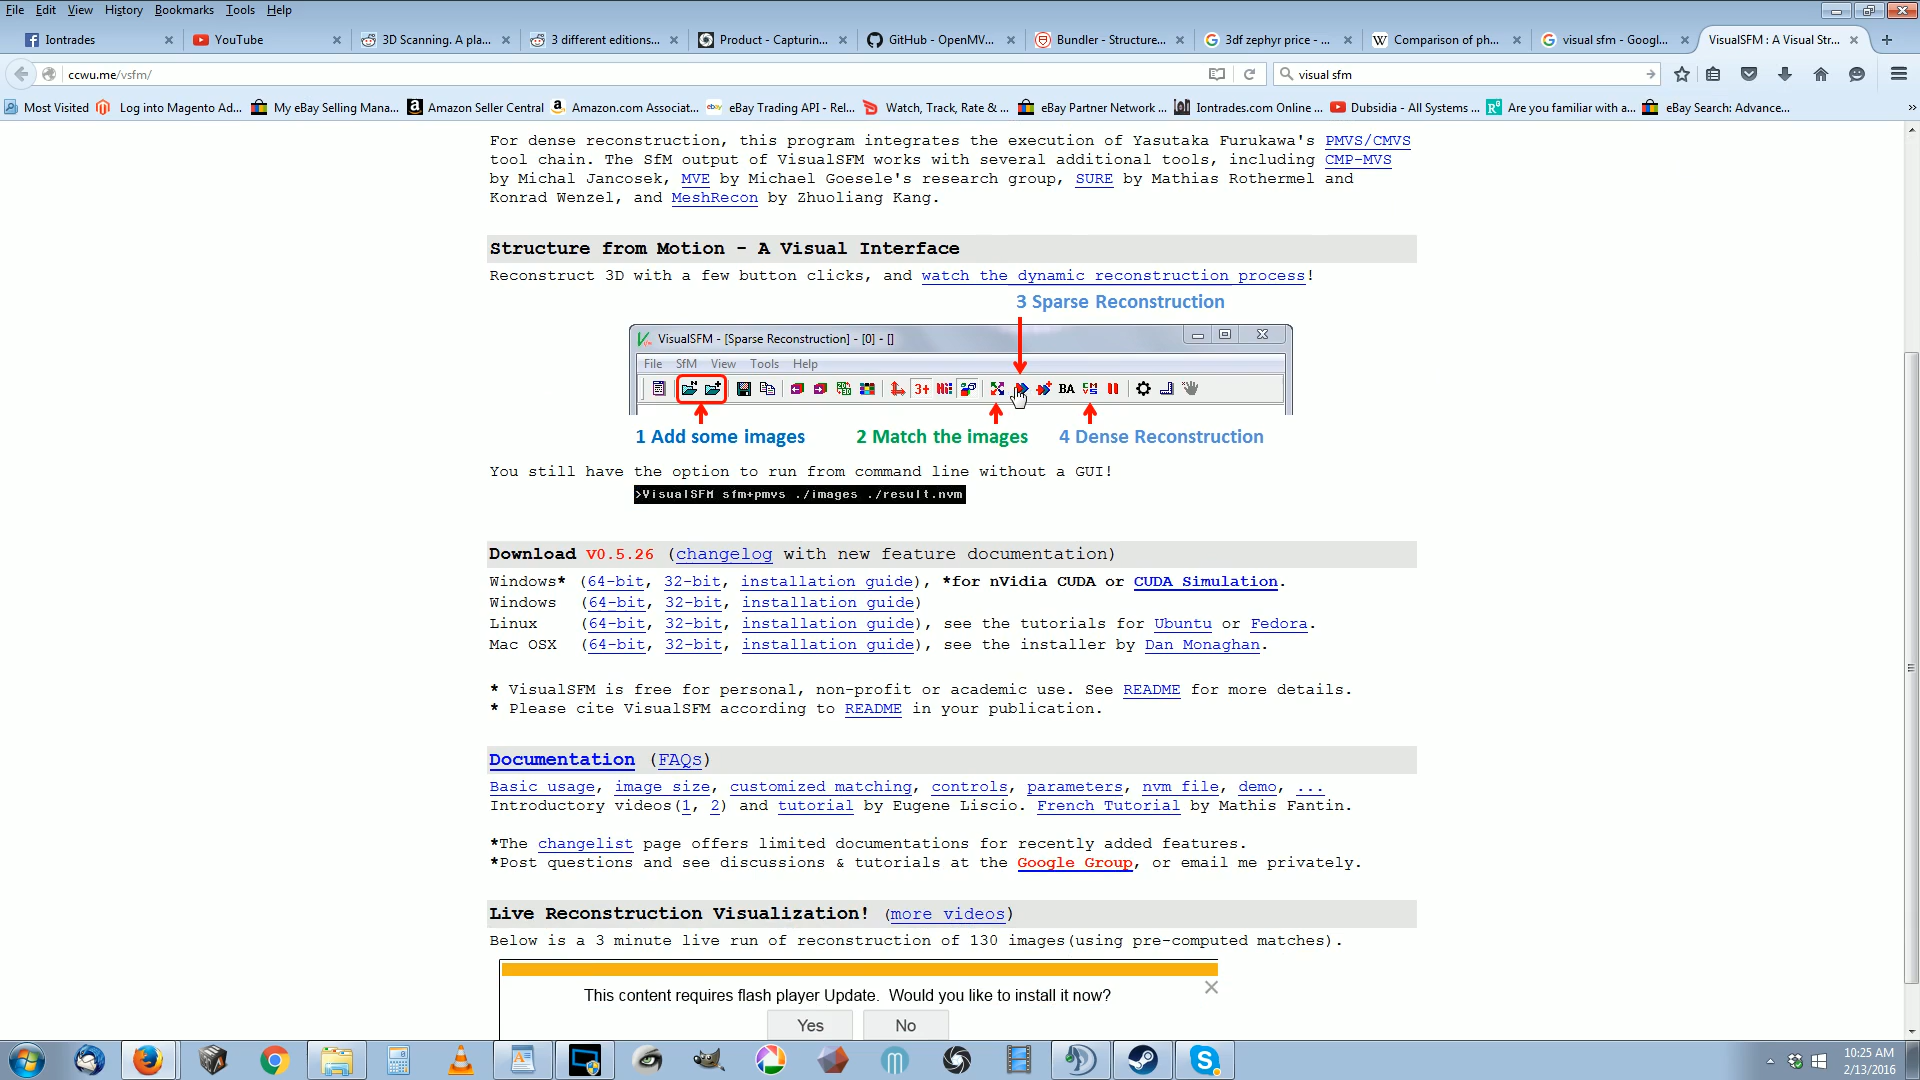 File Edit View History Bookmarks Tools Help
Iontrades
YouTube
3D Scanning. A pla...
3 different editions...
Product - Capturin...
GitHub - OpenMV...
Bundler - Structure...
3df zephyr price - ...
Comparison of ph...
visual sfm - Googl...
VisualSFM : A Visual Str...
ccwu.me/vsfm/
visual sfm
Most Visited
Log into Magento Ad...
My eBay Selling Mana...
Amazon Seller Central
Amazon.com Associat...
eBay Trading API - Rel...
Watch, Track, Rate & ...
eBay Partner Network ...
Iontrades.com Online ...
Dubsidia - All Systems ...
Are you familiar with a...
eBay Search: Advance...
For dense reconstruction, this program integrates the execution of Yasutaka Furukawa's PMVS/CMVS
tool chain. The SfM output of VisualSFM works with several additional tools, including CMP-MVS
by Michal Jancosek, MVE by Michael Goesele's research group, SURE by Mathias Rothermel and
Konrad Wenzel, and MeshRecon by Zhuoliang Kang.
Structure from Motion - A Visual Interface
Reconstruct 3D with a few button clicks, and watch the dynamic reconstruction process!
3 Sparse Reconstruction
VisualSFM - [Sparse Reconstruction] - [0] - []
File SfM View Tools Help
3+ BA
1 Add some images 2 Match the images 4 Dense Reconstruction
You still have the option to run from command line without a GUI!
>VisualSFM sfm+pmvs ./images ./result.nvm
Download V0.5.26 (changelog with new feature documentation)
Windows* (64-bit, 32-bit, installation guide), *for nVidia CUDA or CUDA Simulation.
Windows (64-bit, 32-bit, installation guide)
Linux (64-bit, 32-bit, installation guide), see the tutorials for Ubuntu or Fedora.
Mac OSX (64-bit, 32-bit, installation guide), see the installer by Dan Monaghan.
* VisualSFM is free for personal, non-profit or academic use. See README for more details.
* Please cite VisualSFM according to README in your publication.
Documentation (FAQs)
Basic usage, image size, customized matching, controls, parameters, nvm file, demo, ...
Introductory videos(1, 2) and tutorial by Eugene Liscio. French Tutorial by Mathis Fantin.
*The changelist page offers limited documentations for recently added features.
*Post questions and see discussions & tutorials at the Google Group, or email me privately.
Live Reconstruction Visualization! (more videos)
Below is a 3 minute live run of reconstruction of 130 images(using pre-computed matches).
This content requires flash player Update. Would you like to install it now?
Yes No
10:25 AM
2/13/2016